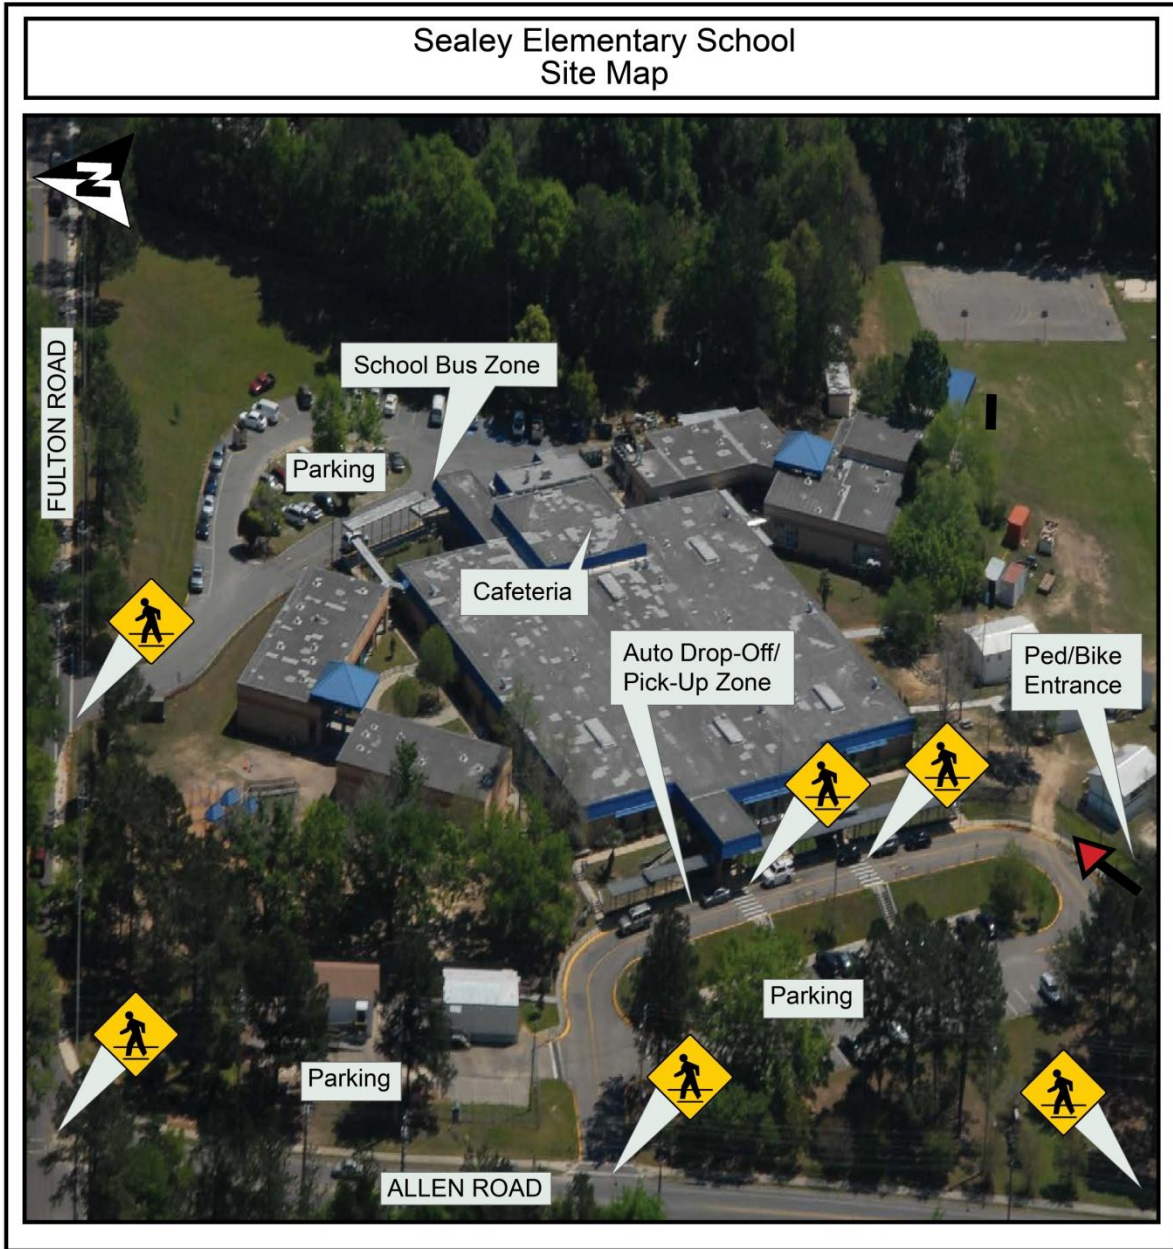 Sealey Elementary School
Site Map
N
FULTON ROAD
School Bus Zone
Parking
Cafeteria
Auto Drop-Off/
Pick-Up Zone
Ped/Bike
Entrance
Parking
Parking
ALLEN ROAD